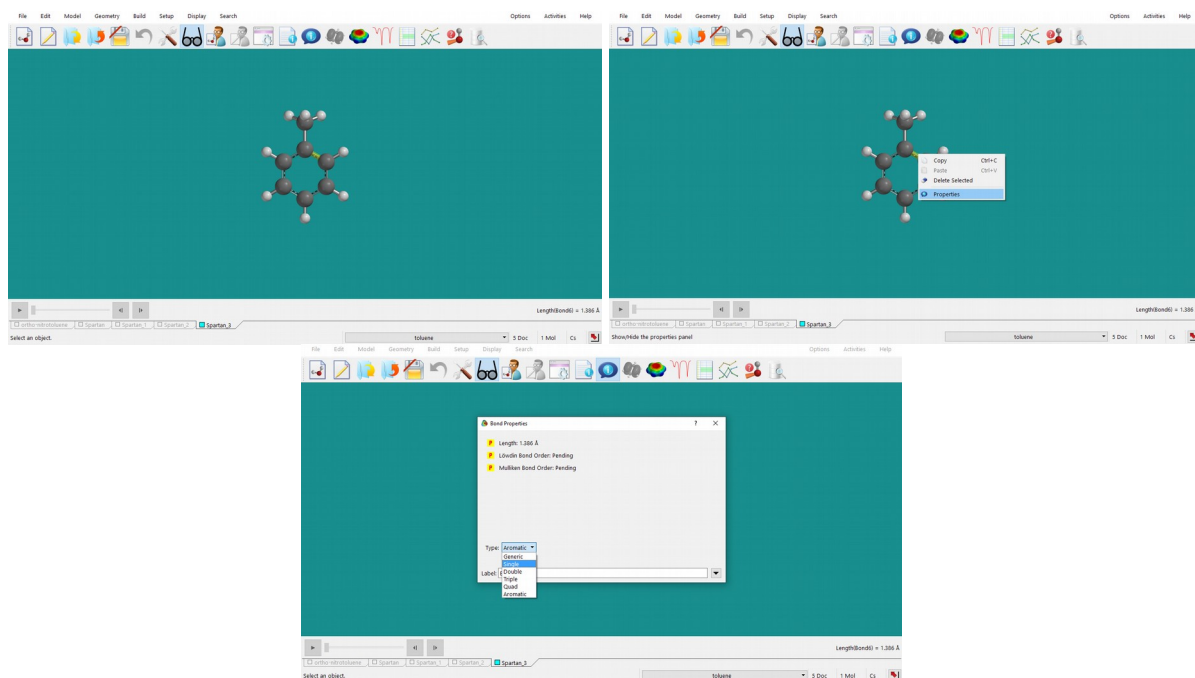 File Edit Model Geometry Build Setup Display Search Options Activities Help
Length(Bond6) = 1.386 Å
ortho-nitrotoluene Spartan Spartan_1 Spartan_2 Spartan_3
Select an object. toluene 5 Doc 1 Mol Cs
File Edit Model Geometry Build Setup Display Search Options Activities Help
Copy Ctrl+C
Paste Ctrl+V
Delete Selected
Properties
Length(Bond6) = 1.386
ortho-nitrotoluene Spartan Spartan_1 Spartan_2 Spartan_3
Show/Hide the properties panel toluene 5 Doc 1 Mol Cs
File Edit Model Geometry Build Setup Display Search Options Activities Help
Bond Properties ? X
P Length: 1.386 Å
P Löwdin Bond Order: Pending
P Mulliken Bond Order: Pending
Type: Aromatic
Generic
Single
Label: Double
Triple
Quad
Aromatic
Length(Bond6) = 1.386 Å
ortho-nitrotoluene Spartan Spartan_1 Spartan_2 Spartan_3
Select an object. toluene 5 Doc 1 Mol Cs